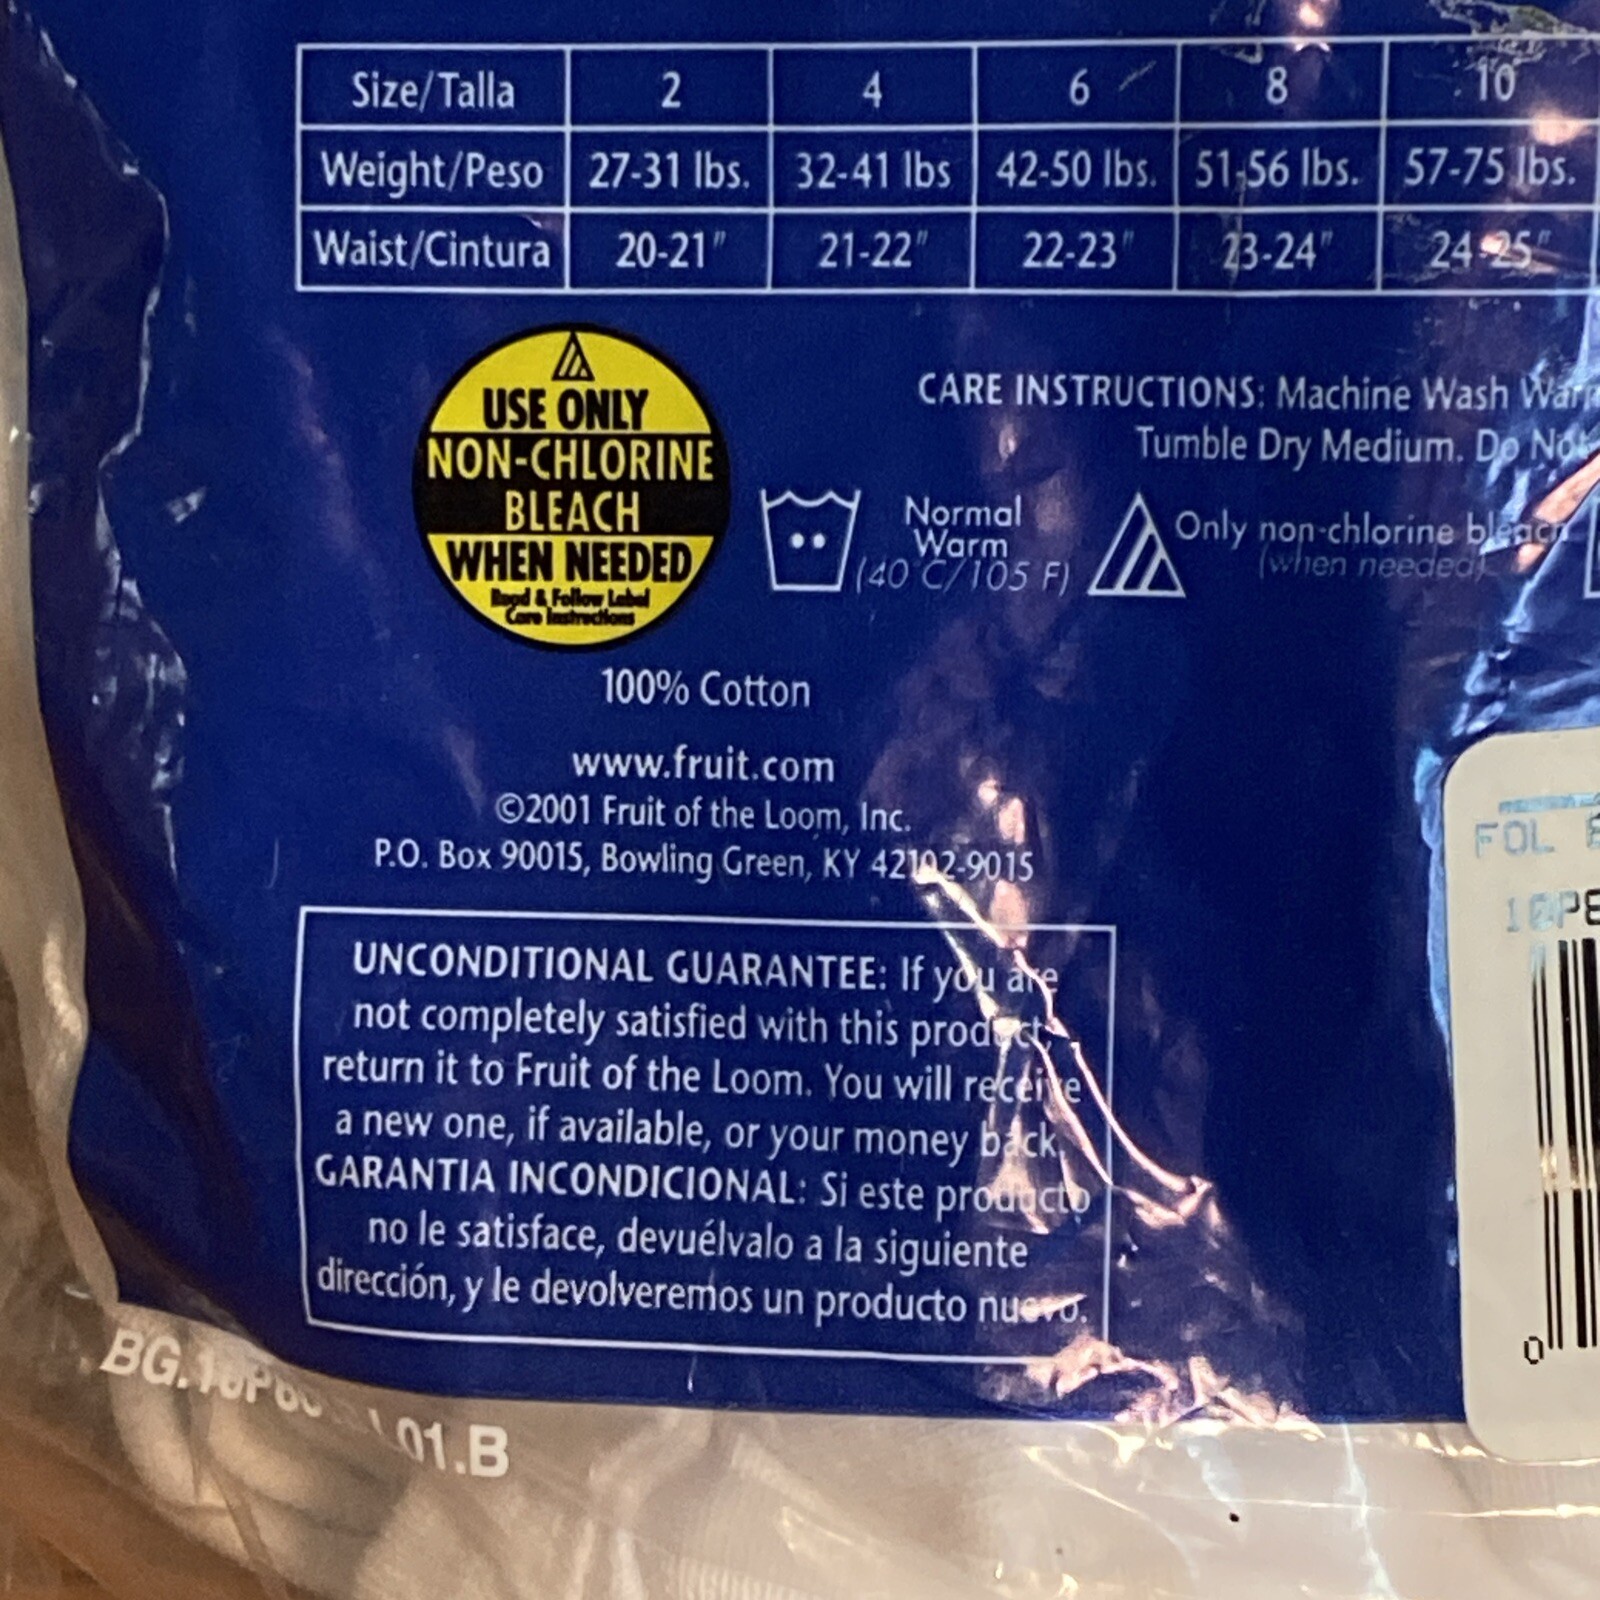 Size/Talla 2 4 6 8 10
Weight/Peso 27-31 lbs. 32-41 lbs 42-50 lbs. 51-56 lbs. 57-75 lbs.
Waist/Cintura 20-21" 21-22" 22-23" 23-24" 24-25"
USE ONLY
NON-CHLORINE
BLEACH
WHEN NEEDED
Read & Follow Label
Care Instructions
CARE INSTRUCTIONS: Machine Wash
Tumble Dry Medium. Do Not
Normal
Warm
(40 C/105 F)
Only non-chlorine bleach
(when needed)
100% Cotton
www.fruit.com
©2001 Fruit of the Loom, Inc.
P.O. Box 90015, Bowling Green, KY 42102-9015
UNCONDITIONAL GUARANTEE: If you are
not completely satisfied with this product,
return it to Fruit of the Loom. You will receive
a new one, if available, or your money back.
GARANTIA INCONDICIONAL: Si este producto
no le satisface, devuélvalo a la siguiente
dirección, y le devolveremos un producto nuevo.
FOL
0
01.B